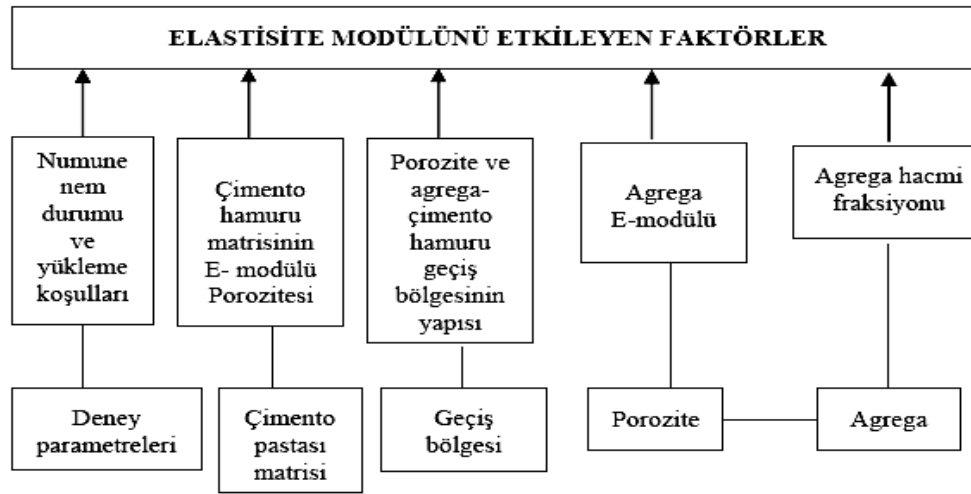 ELASTİSİTE MODÜLÜNÜ ETKİLEYEN FAKTÖRLER
Numune
nem
durumu
ve
yükleme
koşulları
Çimento
hamuru
matrisinin
E- modülü
Porozitesi
Porozite ve
agrega-
çimento
hamuru
geçiş
bölgesinin
yapısı
Agrega
E-modülü
Agrega hacmi
fraksiyonu
Deney
parametreleri
Çimento
pastası
matrisi
Geçiş
bölgesi
Porozite
Agrega